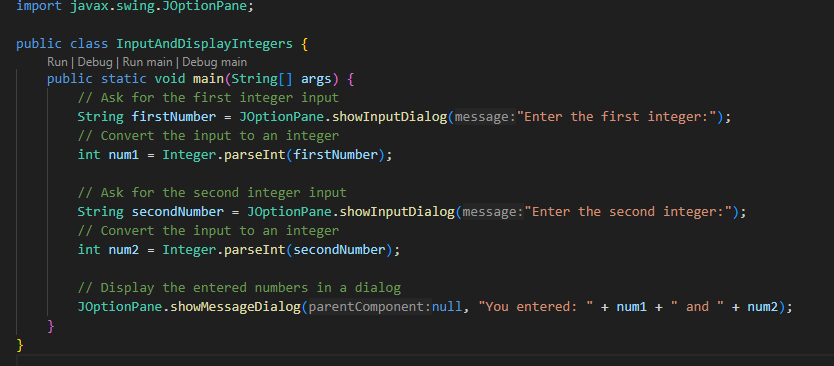 import javax.swing.JOptionPane;
public class InputAndDisplayIntegers {
Run | Debug | Run main | Debug main
public static void main(String[] args) {
// Ask for the first integer input
String firstNumber = JOptionPane.showInputDialog(message:"Enter the first integer:");
// Convert the input to an integer
int num1 = Integer.parseInt(firstNumber);
// Ask for the second integer input
String secondNumber = JOptionPane.showInputDialog(message:"Enter the second integer:");
// Convert the input to an integer
int num2 = Integer.parseInt(secondNumber);
// Display the entered numbers in a dialog
JOptionPane.showMessageDialog(parentComponent:null, "You entered: " + num1 + " and " + num2);
}
}